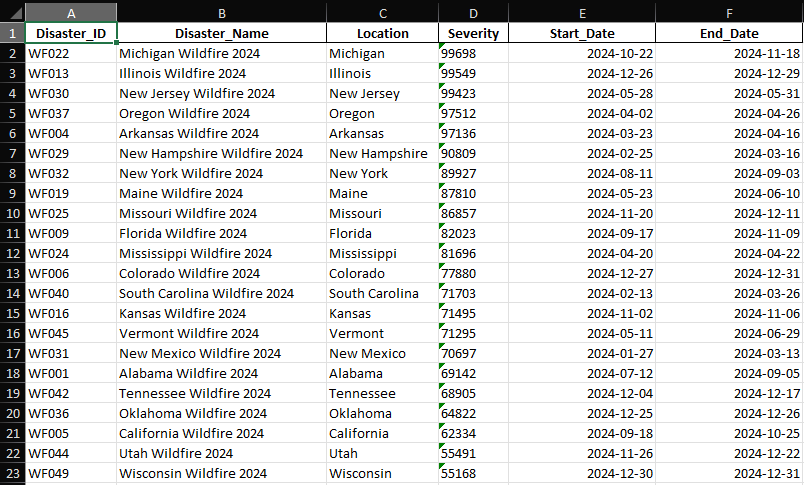 A B C D E F
1 Disaster_ID Disaster_Name Location Severity Start_Date End_Date
2 WF022 Michigan Wildfire 2024 Michigan 99698 2024-10-22 2024-11-18
3 WF013 Illinois Wildfire 2024 Illinois 99549 2024-12-26 2024-12-29
4 WF030 New Jersey Wildfire 2024 New Jersey 99423 2024-05-28 2024-05-31
5 WF037 Oregon Wildfire 2024 Oregon 97512 2024-04-02 2024-04-26
6 WF004 Arkansas Wildfire 2024 Arkansas 97136 2024-03-23 2024-04-16
7 WF029 New Hampshire Wildfire 2024 New Hampshire 90809 2024-02-25 2024-03-16
8 WF032 New York Wildfire 2024 New York 89927 2024-08-11 2024-09-03
9 WF019 Maine Wildfire 2024 Maine 87810 2024-05-23 2024-06-10
10 WF025 Missouri Wildfire 2024 Missouri 86857 2024-11-20 2024-12-11
11 WF009 Florida Wildfire 2024 Florida 82023 2024-09-17 2024-11-09
12 WF024 Mississippi Wildfire 2024 Mississippi 81696 2024-04-20 2024-04-22
13 WF006 Colorado Wildfire 2024 Colorado 77880 2024-12-27 2024-12-31
14 WF040 South Carolina Wildfire 2024 South Carolina 71703 2024-02-13 2024-03-26
15 WF016 Kansas Wildfire 2024 Kansas 71495 2024-11-02 2024-11-06
16 WF045 Vermont Wildfire 2024 Vermont 71295 2024-05-11 2024-06-29
17 WF031 New Mexico Wildfire 2024 New Mexico 70697 2024-01-27 2024-03-13
18 WF001 Alabama Wildfire 2024 Alabama 69142 2024-07-12 2024-09-05
19 WF042 Tennessee Wildfire 2024 Tennessee 68905 2024-12-04 2024-12-17
20 WF036 Oklahoma Wildfire 2024 Oklahoma 64822 2024-12-25 2024-12-26
21 WF005 California Wildfire 2024 California 62334 2024-09-18 2024-10-25
22 WF044 Utah Wildfire 2024 Utah 55491 2024-11-26 2024-12-22
23 WF049 Wisconsin Wildfire 2024 Wisconsin 55168 2024-12-30 2024-12-31